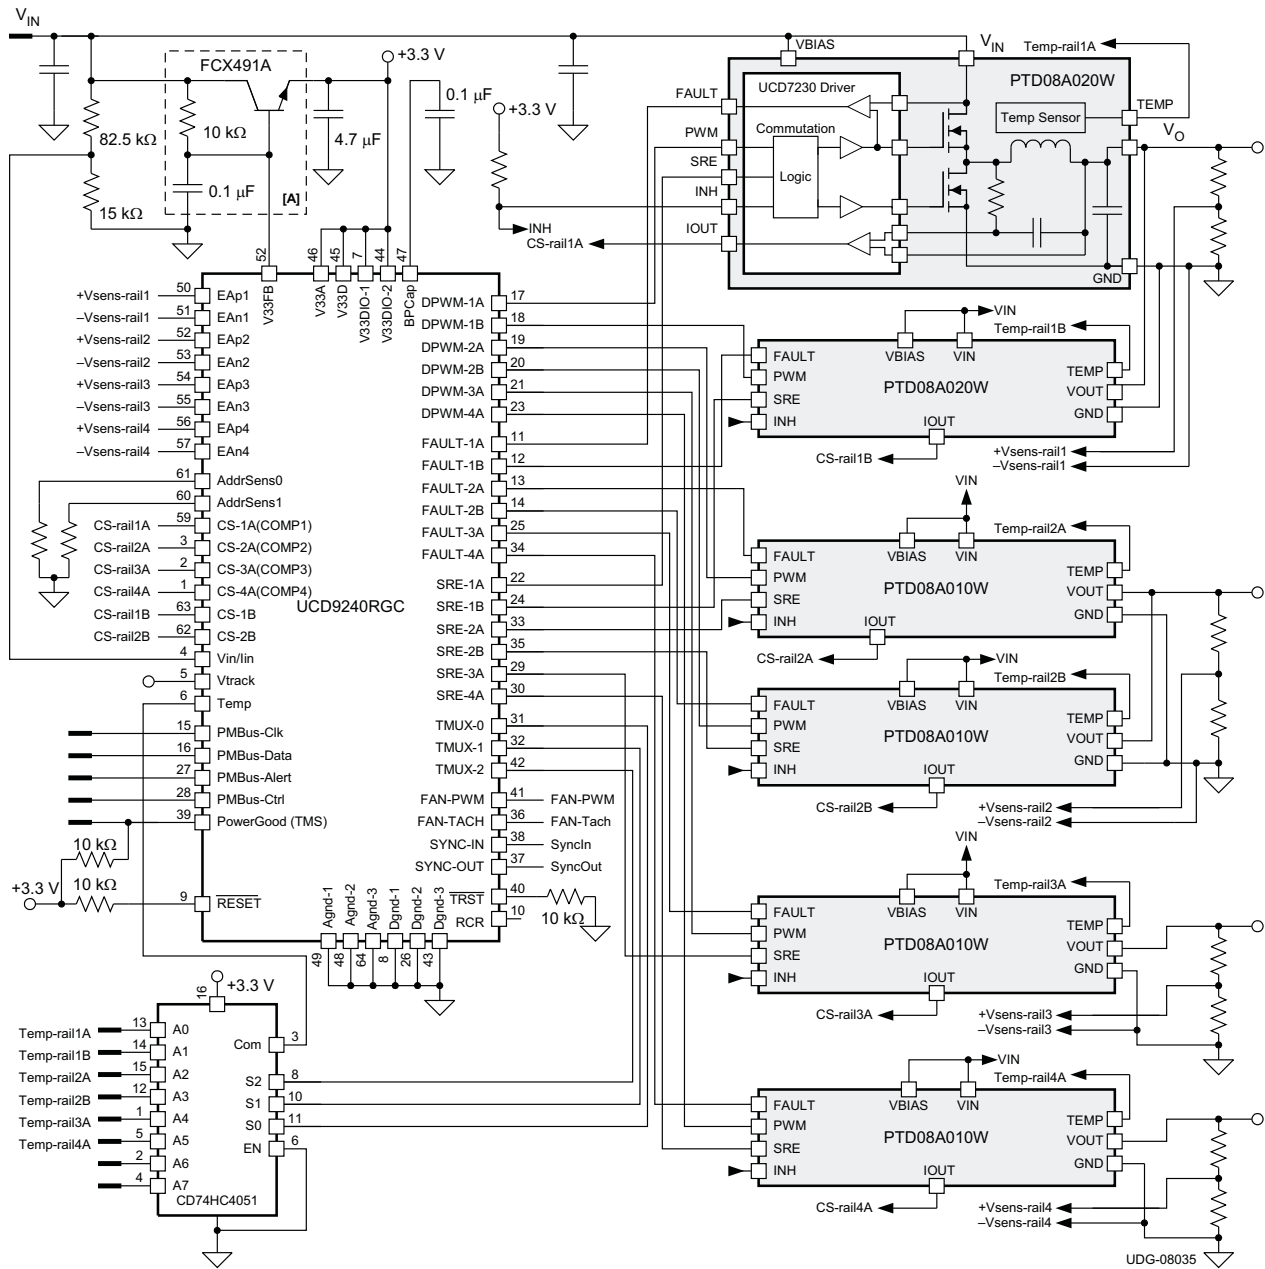 VIN
FCX491A
+3.3 V
10 kΩ
0.1 µF
[A]
82.5 kΩ
15 kΩ
4.7 µF
0.1 µF
+3.3 V
INH
CS-rail1A
VBIAS
VIN
Temp-rail1A
PTD08A020W
UCD7230 Driver
FAULT
PWM
SRE
INH
IOUT
Commutation
Logic
Temp Sensor
TEMP
VO
GND
52
46
45
7
44
47
V33FB
V33A
V33D
V33DIO-1
V33DIO-2
BPCap
+Vsens-rail1 50 EAp1
–Vsens-rail1 51 EAn1
+Vsens-rail2 52 EAp2
–Vsens-rail2 53 EAn2
+Vsens-rail3 54 EAp3
–Vsens-rail3 55 EAn3
+Vsens-rail4 56 EAp4
–Vsens-rail4 57 EAn4
61 AddrSens0
60 AddrSens1
CS-rail1A 59 CS-1A(COMP1)
CS-rail2A 3 CS-2A(COMP2)
CS-rail3A 2 CS-3A(COMP3)
CS-rail4A 1 CS-4A(COMP4)
CS-rail1B 63 CS-1B
CS-rail2B 62 CS-2B
4 Vin/Iin
5 Vtrack
6 Temp
15 PMBus-Clk
16 PMBus-Data
27 PMBus-Alert
28 PMBus-Ctrl
39 PowerGood (TMS)
10 kΩ
+3.3 V
10 kΩ
9 RESET
UCD9240RGC
DPWM-1A 17
DPWM-1B 18
DPWM-2A 19
DPWM-2B 20
DPWM-3A 21
DPWM-4A 23
FAULT-1A 11
FAULT-1B 12
FAULT-2A 13
FAULT-2B 14
FAULT-3A 25
FAULT-4A 34
SRE-1A 22
SRE-1B 24
SRE-2A 33
SRE-2B 35
SRE-3A 29
SRE-4A 30
TMUX-0 31
TMUX-1 32
TMUX-2 42
FAN-PWM 41 FAN-PWM
FAN-TACH 36 FAN-Tach
SYNC-IN 38 SyncIn
SYNC-OUT 37 SyncOut
TRST 40
10 kΩ
RCR 10
Agnd-1
Agnd-2
Agnd-3
Dgnd-1
Dgnd-2
Dgnd-3
49
48
64
8
26
43
16
+3.3 V
Temp-rail1A 13 A0
Temp-rail1B 14 A1
Temp-rail2A 15 A2
Temp-rail2B 12 A3
Temp-rail3A 1 A4
Temp-rail4A 5 A5
2 A6
4 A7
Com 3
S2 8
S1 10
S0 11
EN 6
CD74HC4051
VIN
Temp-rail1B
VBIAS
VIN
FAULT
PWM
SRE
INH
PTD08A020W
TEMP
VOUT
GND
IOUT
CS-rail1B
+Vsens-rail1
–Vsens-rail1
VIN
Temp-rail2A
VBIAS
VIN
FAULT
PWM
SRE
INH
PTD08A010W
TEMP
VOUT
GND
IOUT
CS-rail2A
VIN
Temp-rail2B
VBIAS
VIN
FAULT
PWM
SRE
INH
PTD08A010W
TEMP
VOUT
GND
IOUT
CS-rail2B
+Vsens-rail2
–Vsens-rail2
VIN
Temp-rail3A
VBIAS
VIN
FAULT
PWM
SRE
INH
PTD08A010W
TEMP
VOUT
GND
IOUT
CS-rail3A
+Vsens-rail3
–Vsens-rail3
VIN
Temp-rail4A
VBIAS
VIN
FAULT
PWM
SRE
INH
PTD08A010W
TEMP
VOUT
GND
IOUT
CS-rail4A
+Vsens-rail4
–Vsens-rail4
UDG-08035